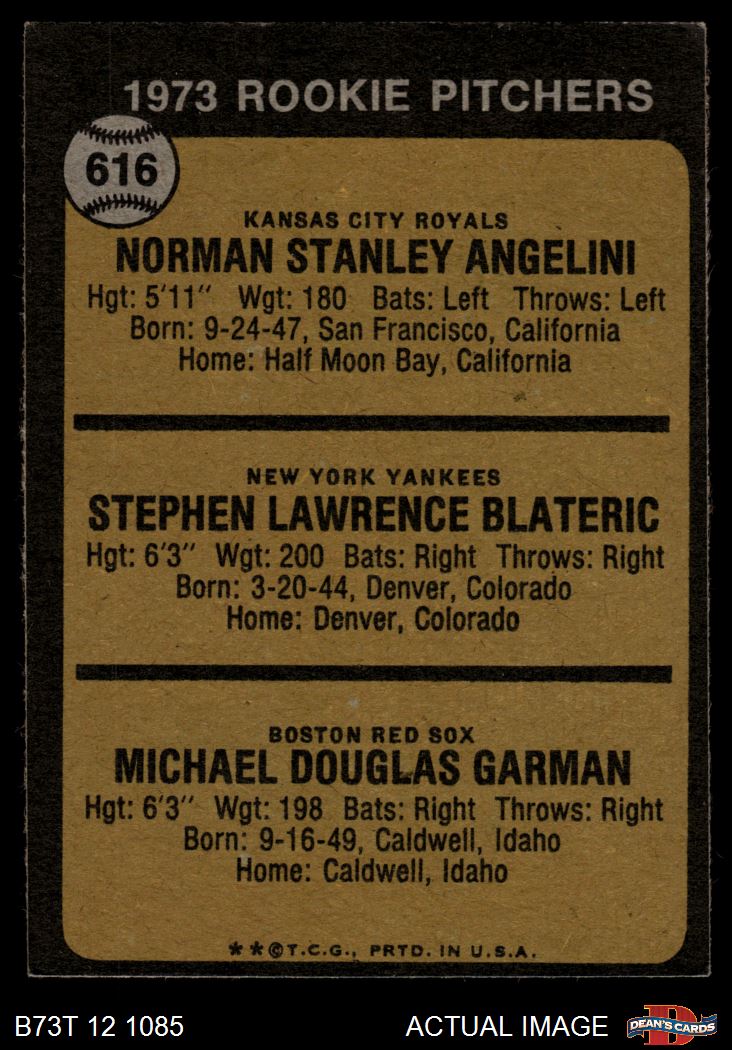 1973 ROOKIE PITCHERS
616
KANSAS CITY ROYALS
NORMAN STANLEY ANGELINI
Hgt: 5'11" Wgt: 180 Bats: Left Throws: Left
Born: 9-24-47, San Francisco, California
Home: Half Moon Bay, California
NEW YORK YANKEES
STEPHEN LAWRENCE BLATERIC
Hgt: 6'3" Wgt: 200 Bats: Right Throws: Right
Born: 3-20-44, Denver, Colorado
Home: Denver, Colorado
BOSTON RED SOX
MICHAEL DOUGLAS GARMAN
Hgt: 6'3" Wgt: 198 Bats: Right Throws: Right
Born: 9-16-49, Caldwell, Idaho
Home: Caldwell, Idaho
**©T.C.G., PRTD. IN U.S.A.
B73T 12 1085
ACTUAL IMAGE
D
DEAN'S CARDS